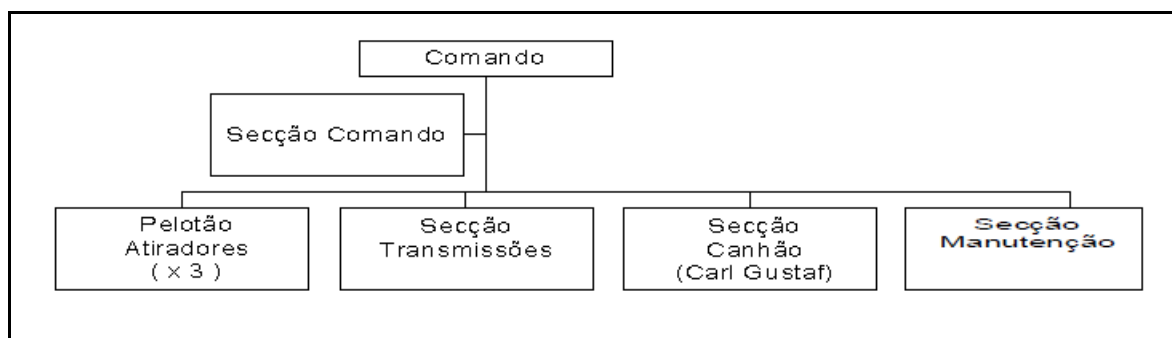 Comando
Secção Comando
Pelotão
Atiradores
( x 3 )
Secção
Transmissões
Secção
Canhão
(Carl Gustaf)
Secção
Manutenção